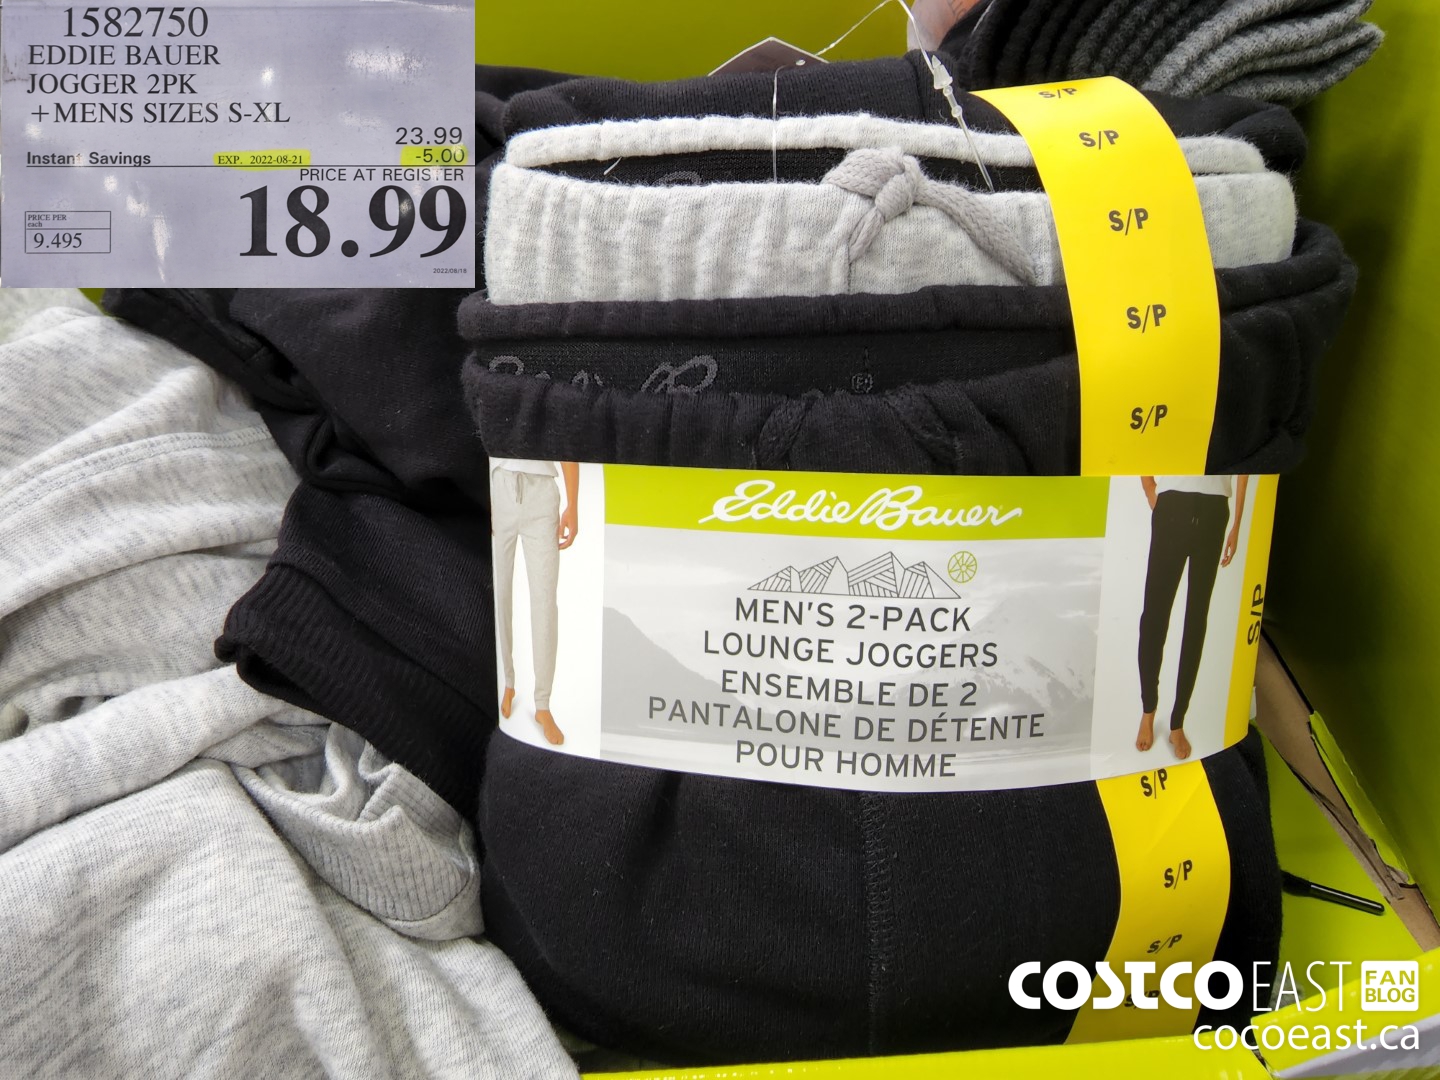 1582750
EDDIE BAUER
JOGGER 2PK
+MENS SIZES S-XL
23.99
Instant Savings EXP. 2022-08-21 -5.00
PRICE AT REGISTER
18.99
PRICE PER
each
9.495
2022/08/18
S/P
S/P
S/P
S/P
S/P
Eddie Bauer
MEN'S 2-PACK
LOUNGE JOGGERS
ENSEMBLE DE 2
PANTALONE DE DÉTENTE
POUR HOMME
S/P
S/P
S/P
S/P
COSTCO EAST FAN BLOG
cocoeast.ca